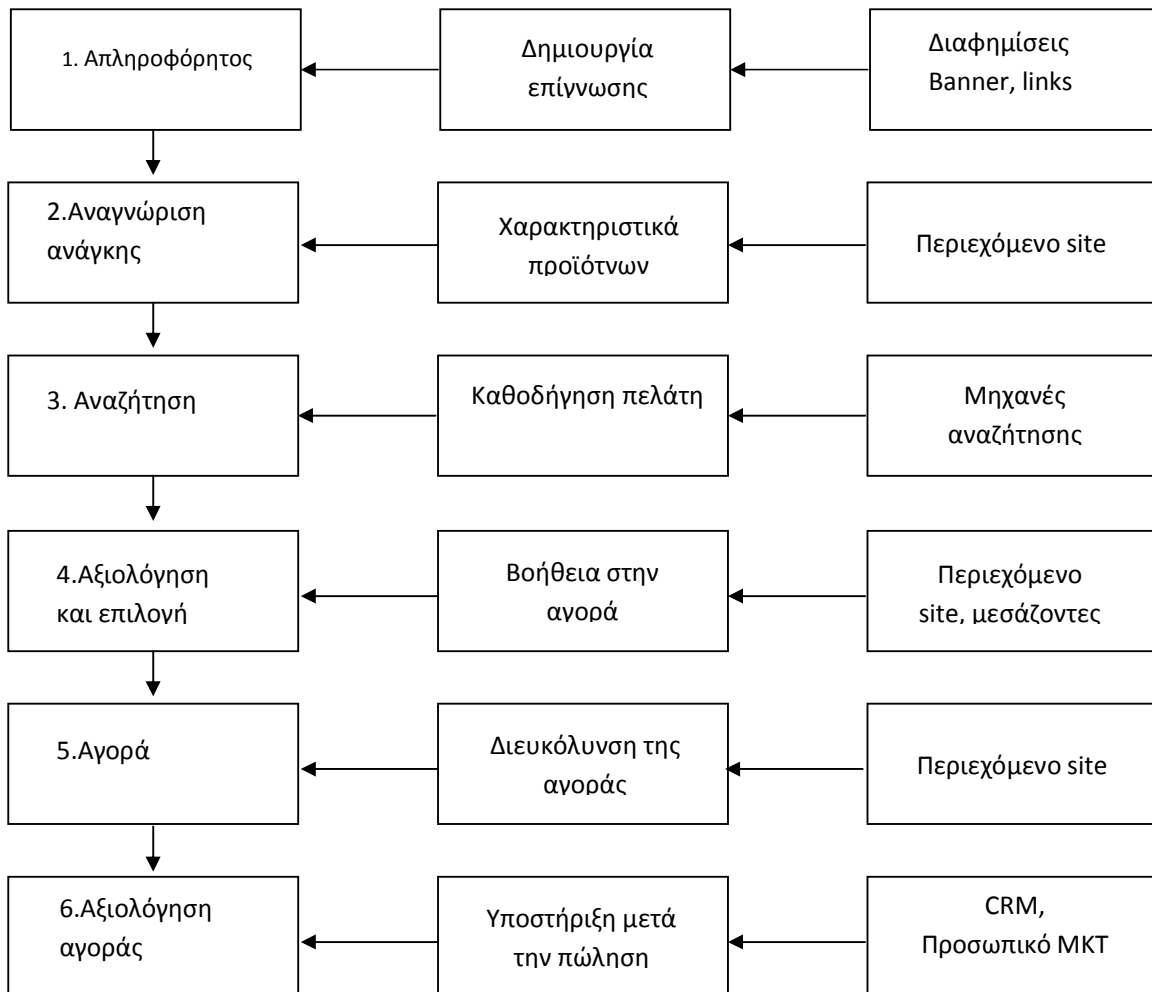 1. Απληροφόρητος
Δημιουργία
επίγνωσης
Διαφημίσεις
Banner, links
2.Αναγνώριση
ανάγκης
Χαρακτηριστικά
προϊότνων
Περιεχόμενο site
3. Αναζήτηση
Καθοδήγηση πελάτη
Μηχανές
αναζήτησης
4.Αξιολόγηση
και επιλογή
Βοήθεια στην
αγορά
Περιεχόμενο
site, μεσάζοντες
5.Αγορά
Διευκόλυνση της
αγοράς
Περιεχόμενο site
6.Αξιολόγηση
αγοράς
Υποστήριξη μετά
την πώληση
CRM,
Προσωπικό ΜΚΤ